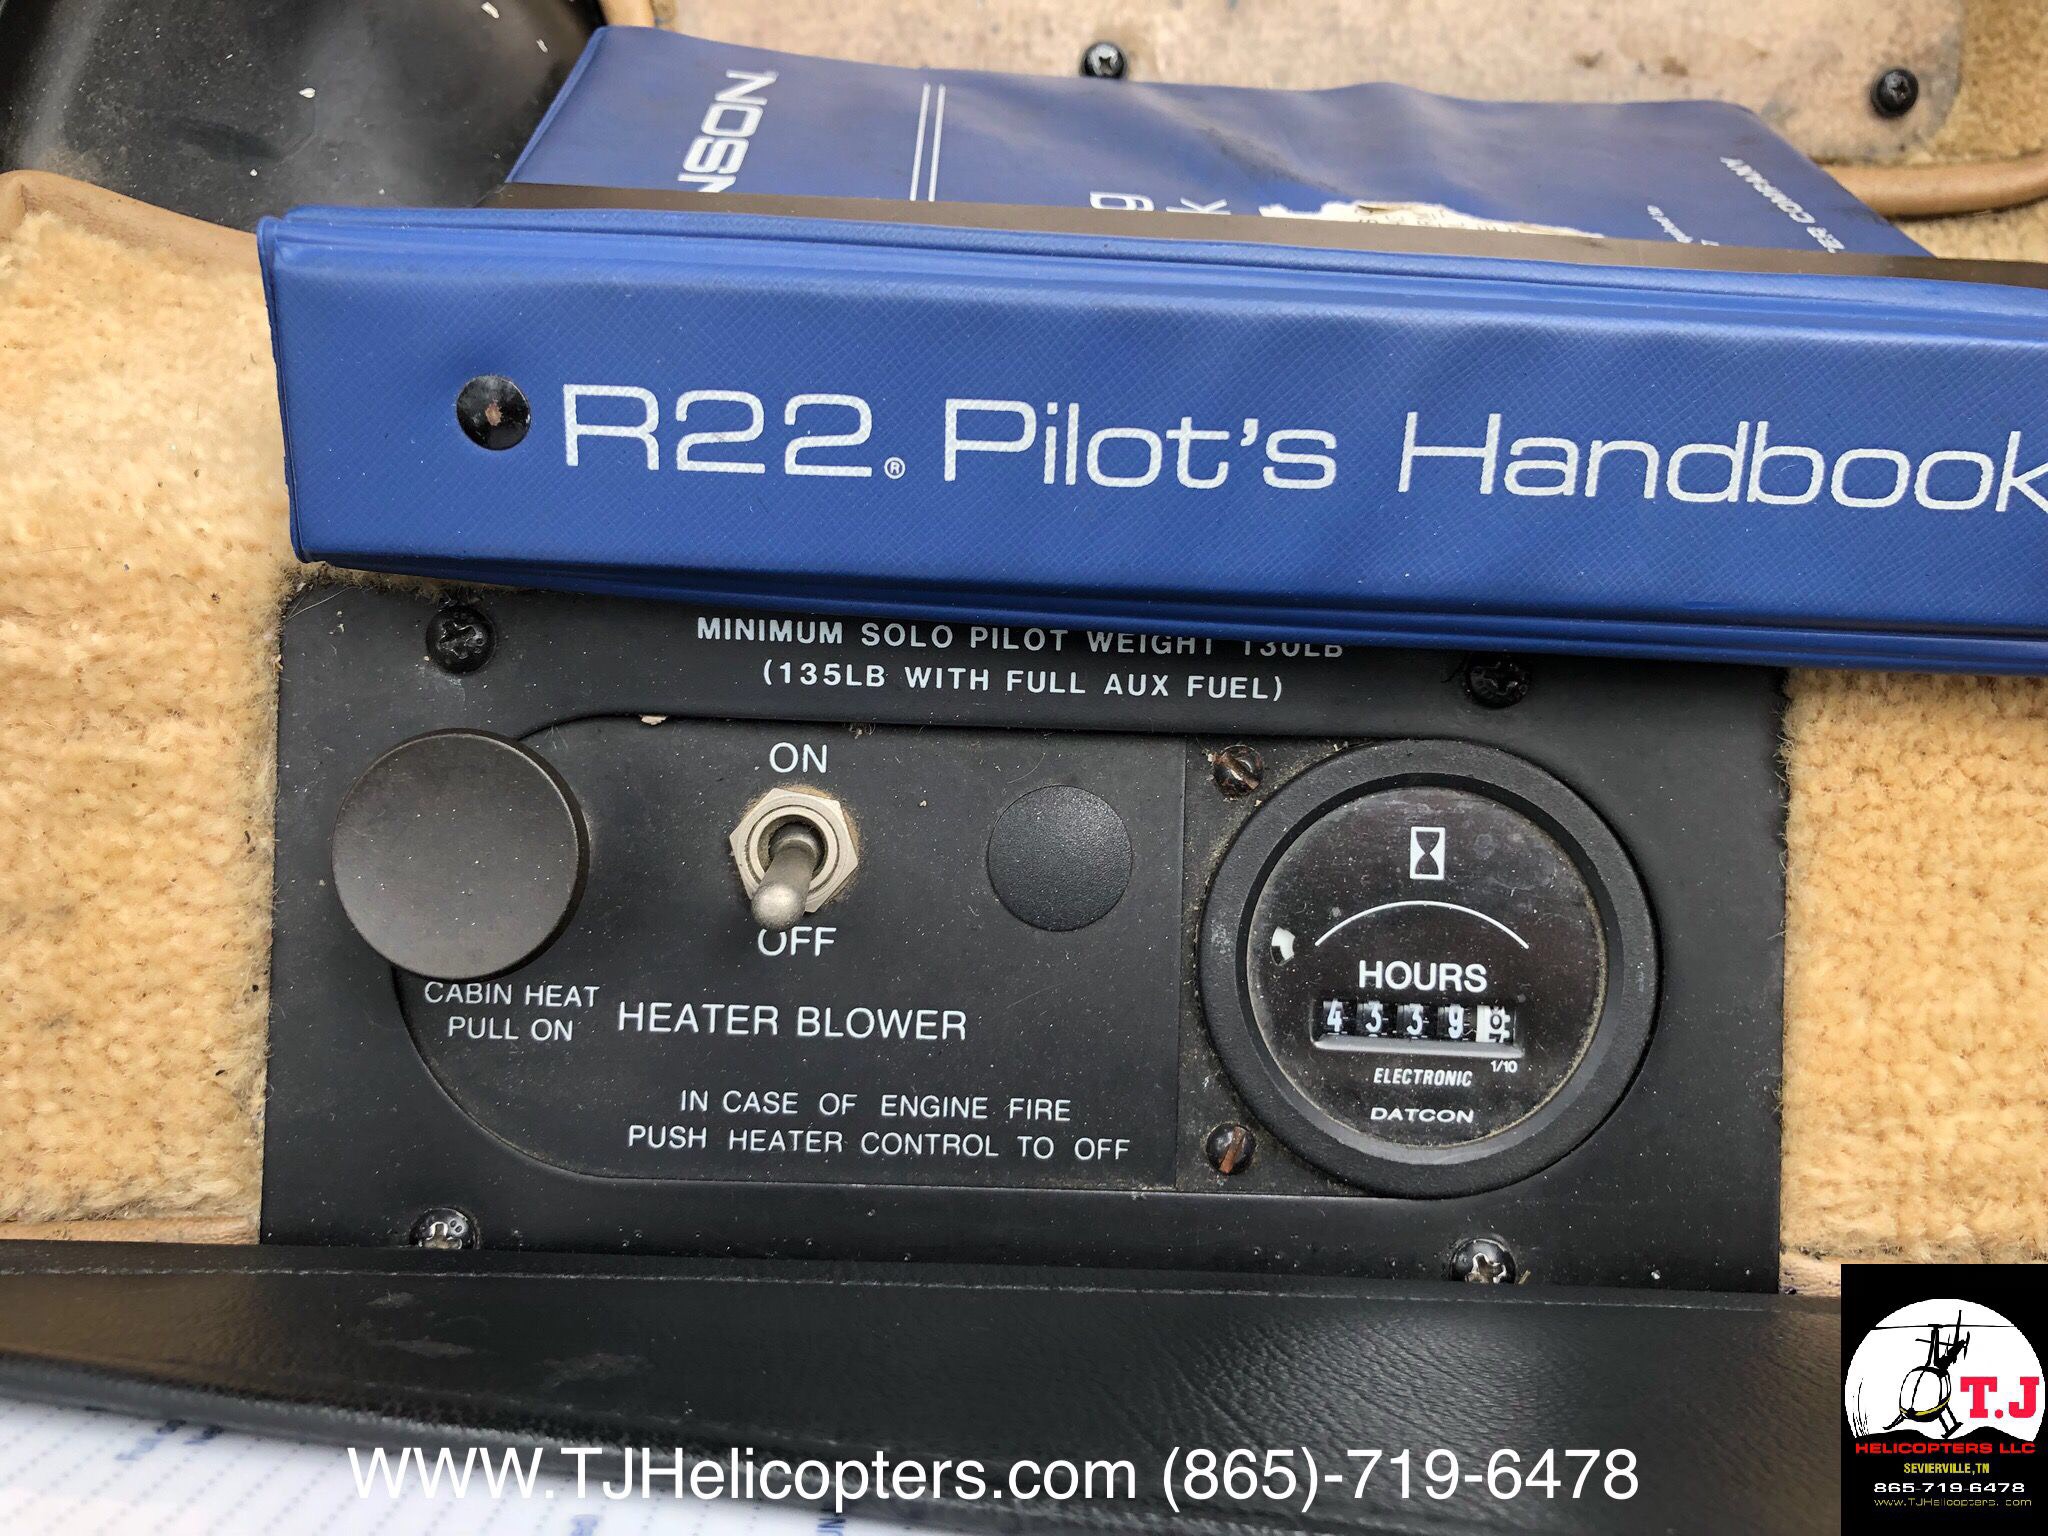 NSON
ER COMPANY
R22® Pilot's Handbook
MINIMUM SOLO PILOT WEIGHT 130LB
(135LB WITH FULL AUX FUEL)
ON
OFF
CABIN HEAT
PULL ON
HEATER BLOWER
IN CASE OF ENGINE FIRE
PUSH HEATER CONTROL TO OFF
HOURS
4339
1/10
ELECTRONIC
DATCON
WWW.TJHelicopters.com (865)-719-6478
T.J
HELICOPTERS LLC
SEVIERVILLE,TN
865-719-6478
www.TJHelicopters.com